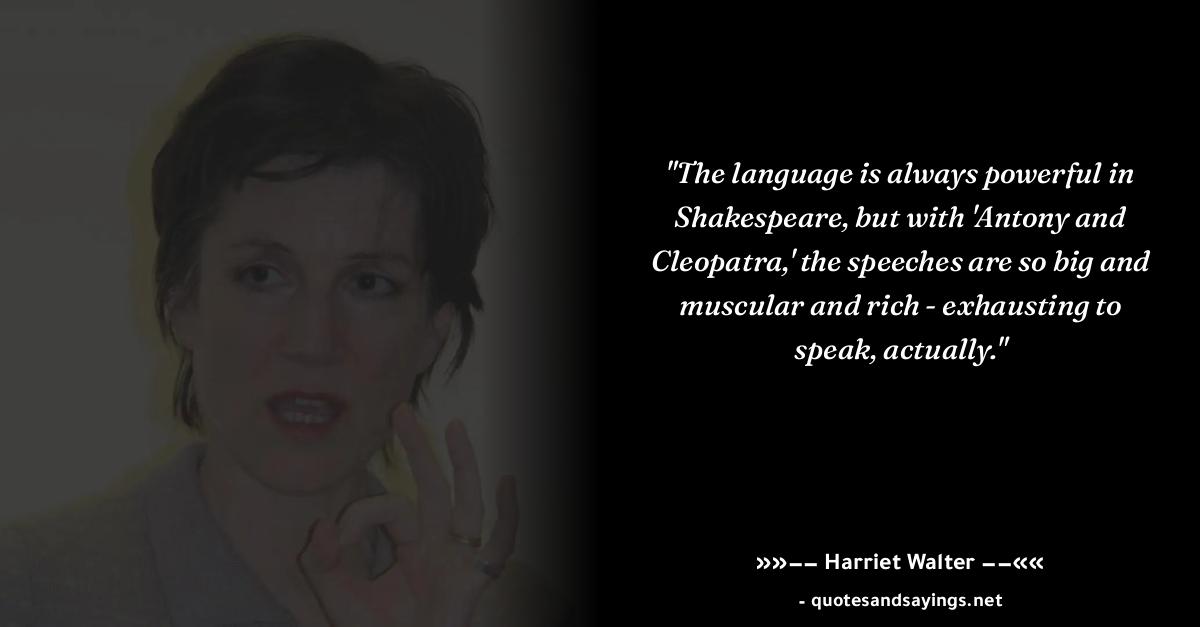 "The language is always powerful in
Shakespeare, but with 'Antony and
Cleopatra,' the speeches are so big and
muscular and rich - exhausting to
speak, actually."
»»-- Harriet Walter --««
- quotesandsayings.net